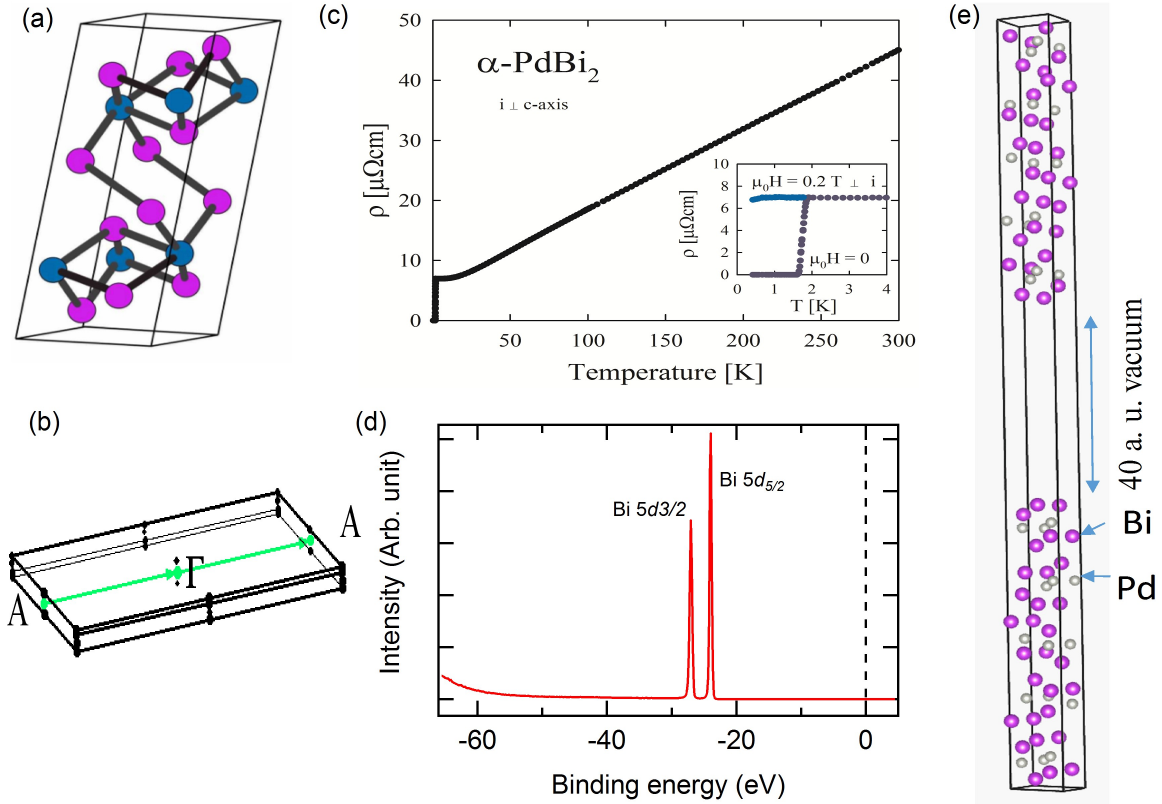 (a)
(b)
A
Γ
A
(c)
α-PdBi2
i ⊥ c-axis
ρ [μΩcm]
50
40
30
20
10
0
50
100
150
200
250
300
Temperature [K]
μ0H = 0.2 T ⊥ i
μ0H = 0
ρ [μΩcm]
10
8
6
4
2
0
0
1
2
3
4
T [K]
(d)
Intensity (Arb. unit)
Bi 5d3/2
Bi 5d5/2
-60
-40
-20
0
Binding energy (eV)
(e)
40 a. u. vacuum
Bi
Pd